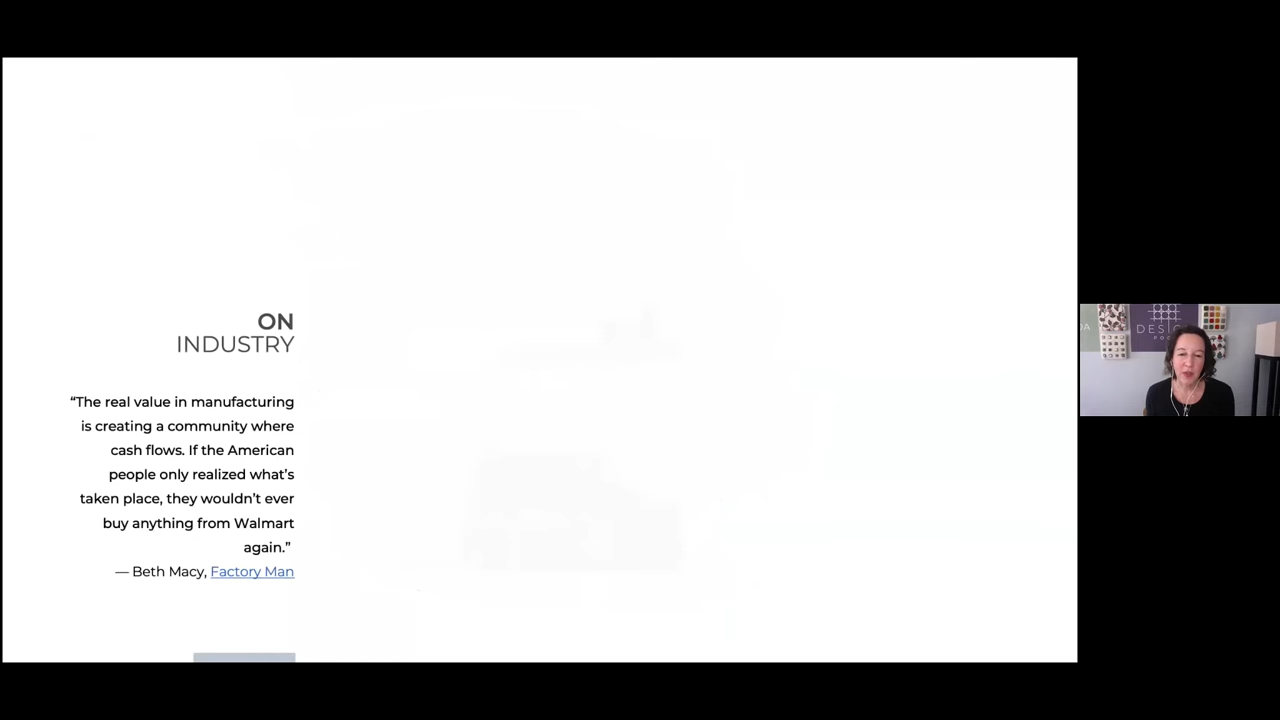 ON
INDUSTRY
“The real value in manufacturing
is creating a community where
cash flows. If the American
people only realized what’s
taken place, they wouldn’t ever
buy anything from Walmart
again.”
— Beth Macy, Factory Man
DESIG